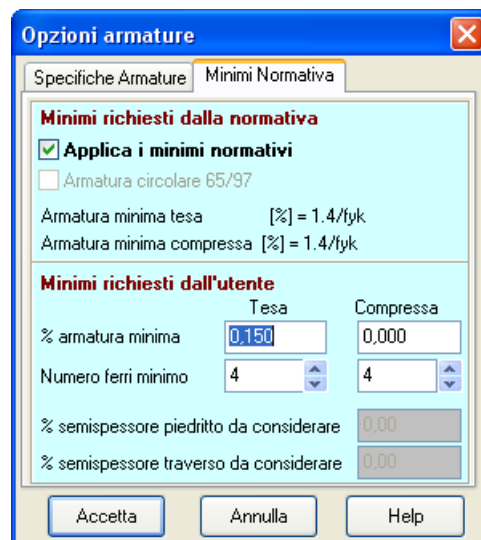 Opzioni armature
Specifiche Armature Minimi Normativa
Minimi richiesti dalla normativa
Applica i minimi normativi
Armatura circolare 65/97
Armatura minima tesa [%] = 1.4/fyk
Armatura minima compressa [%] = 1.4/fyk
Minimi richiesti dall'utente
Tesa Compressa
% armatura minima 0,150 0,000
Numero ferri minimo 4 4
% semispessore piedritto da considerare 0,00
% semispessore traverso da considerare 0,00
Accetta Annulla Help